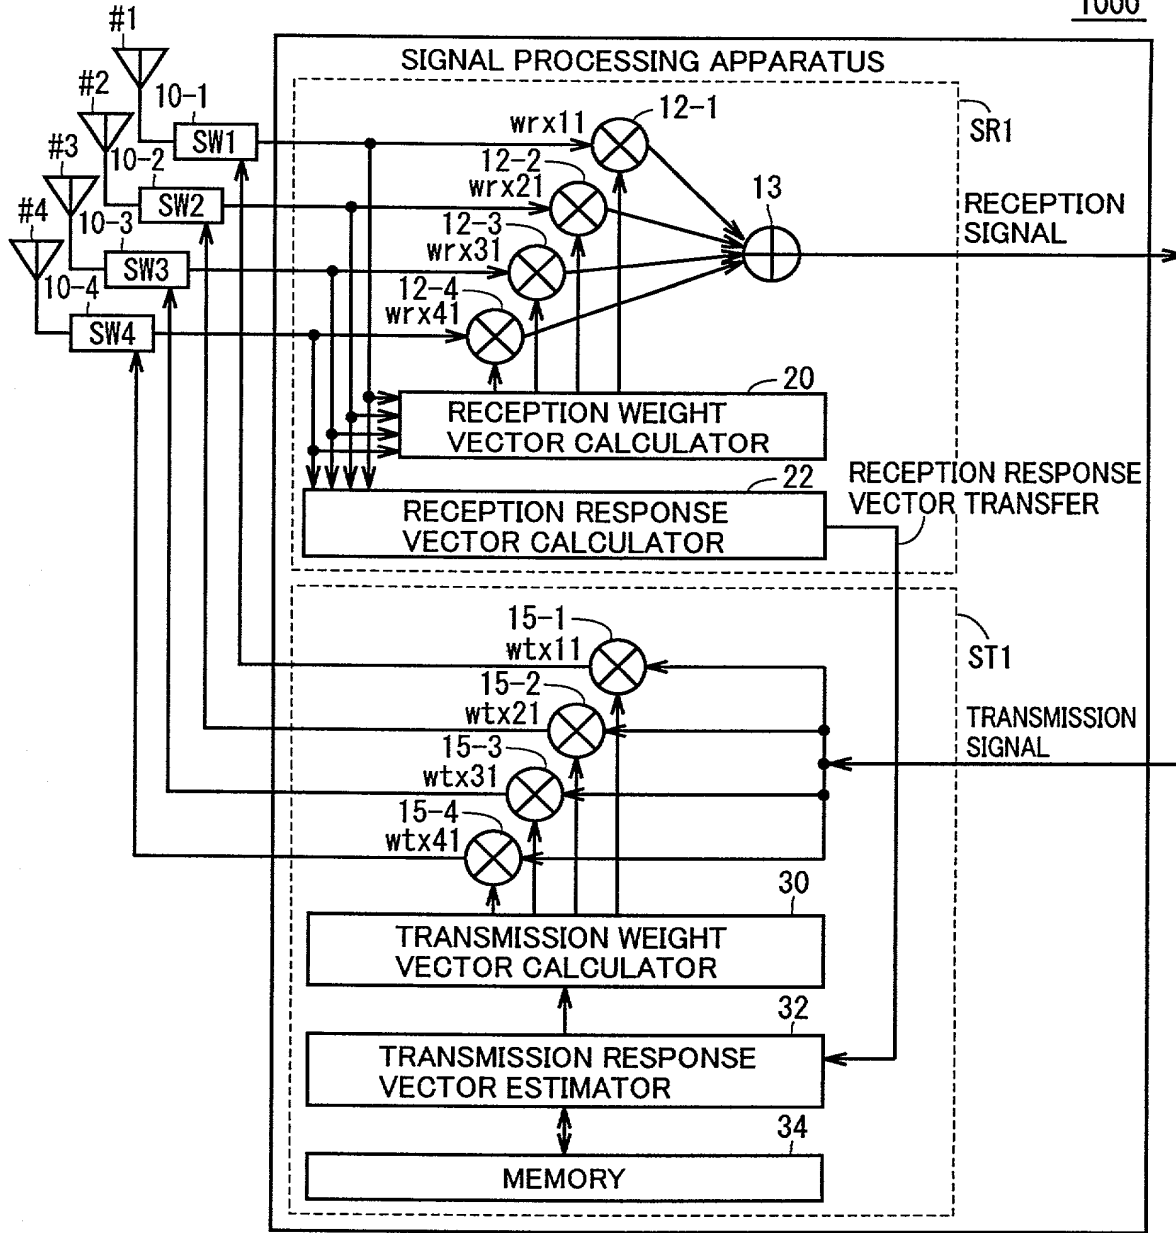 1000
#1
SIGNAL PROCESSING APPARATUS
#2
10-1
SW1
wrx11
12-1
SR1
#3
10-2
SW2
12-2
wrx21
13
RECEPTION
SIGNAL
#4
10-3
SW3
12-3
wrx31
10-4
SW4
12-4
wrx41
20
RECEPTION WEIGHT
VECTOR CALCULATOR
22
RECEPTION RESPONSE
VECTOR TRANSFER
RECEPTION RESPONSE
VECTOR CALCULATOR
15-1
wtx11
ST1
15-2
wtx21
TRANSMISSION
SIGNAL
15-3
wtx31
15-4
wtx41
30
TRANSMISSION WEIGHT
VECTOR CALCULATOR
32
TRANSMISSION RESPONSE
VECTOR ESTIMATOR
34
MEMORY